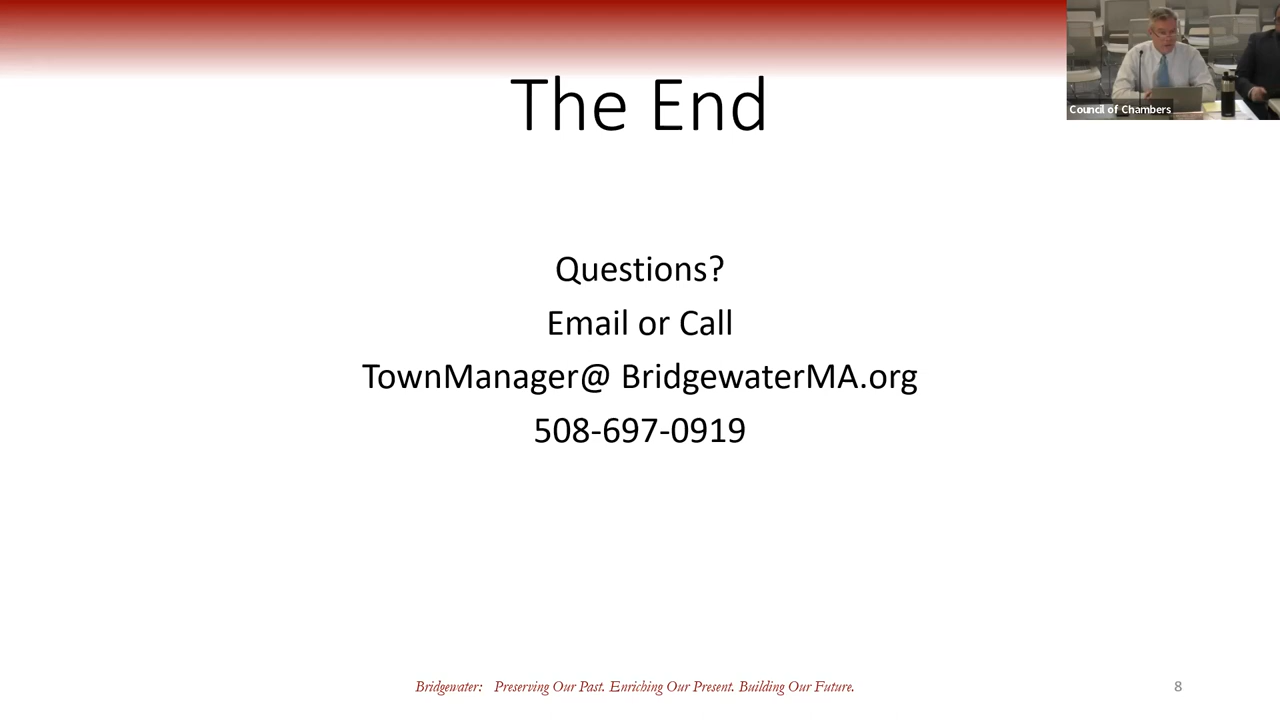 The End
Council of Chambers
Questions?
Email or Call
TownManager@ BridgewaterMA.org
508-697-0919
Bridgewater: Preserving Our Past. Enriching Our Present. Building Our Future.
8